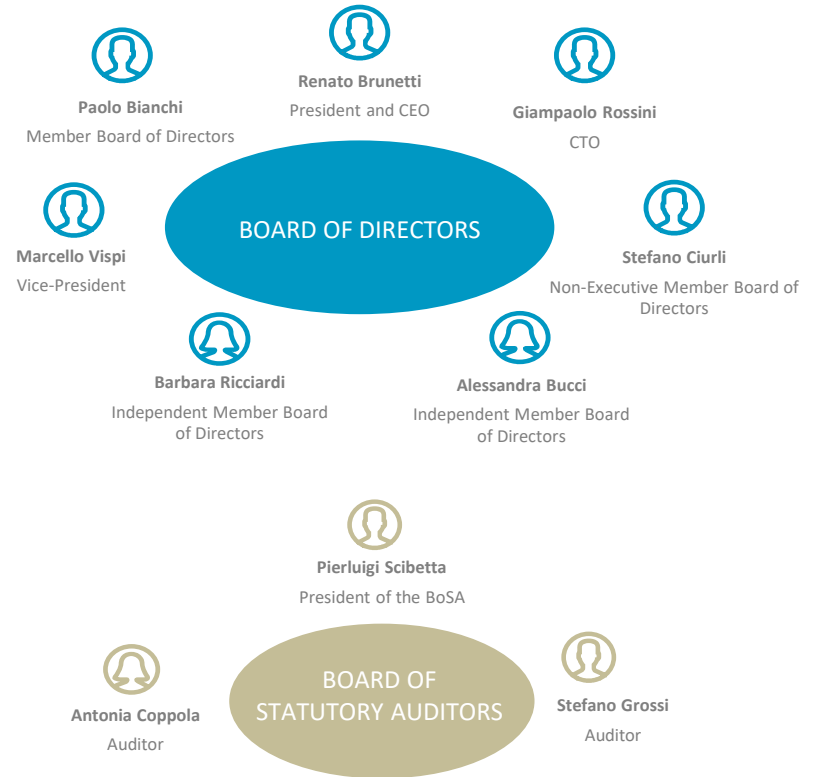 Renato Brunetti
President and CEO
Paolo Bianchi
Member Board of Directors
Giampaolo Rossini
CTO
BOARD OF DIRECTORS
Marcello Vispi
Vice-President
Stefano Ciurli
Non-Executive Member Board of
Directors
Barbara Ricciardi
Independent Member Board
of Directors
Alessandra Bucci
Independent Member Board
of Directors
Pierluigi Scibetta
President of the BoSA
BOARD OF
STATUTORY AUDITORS
Antonia Coppola
Auditor
Stefano Grossi
Auditor